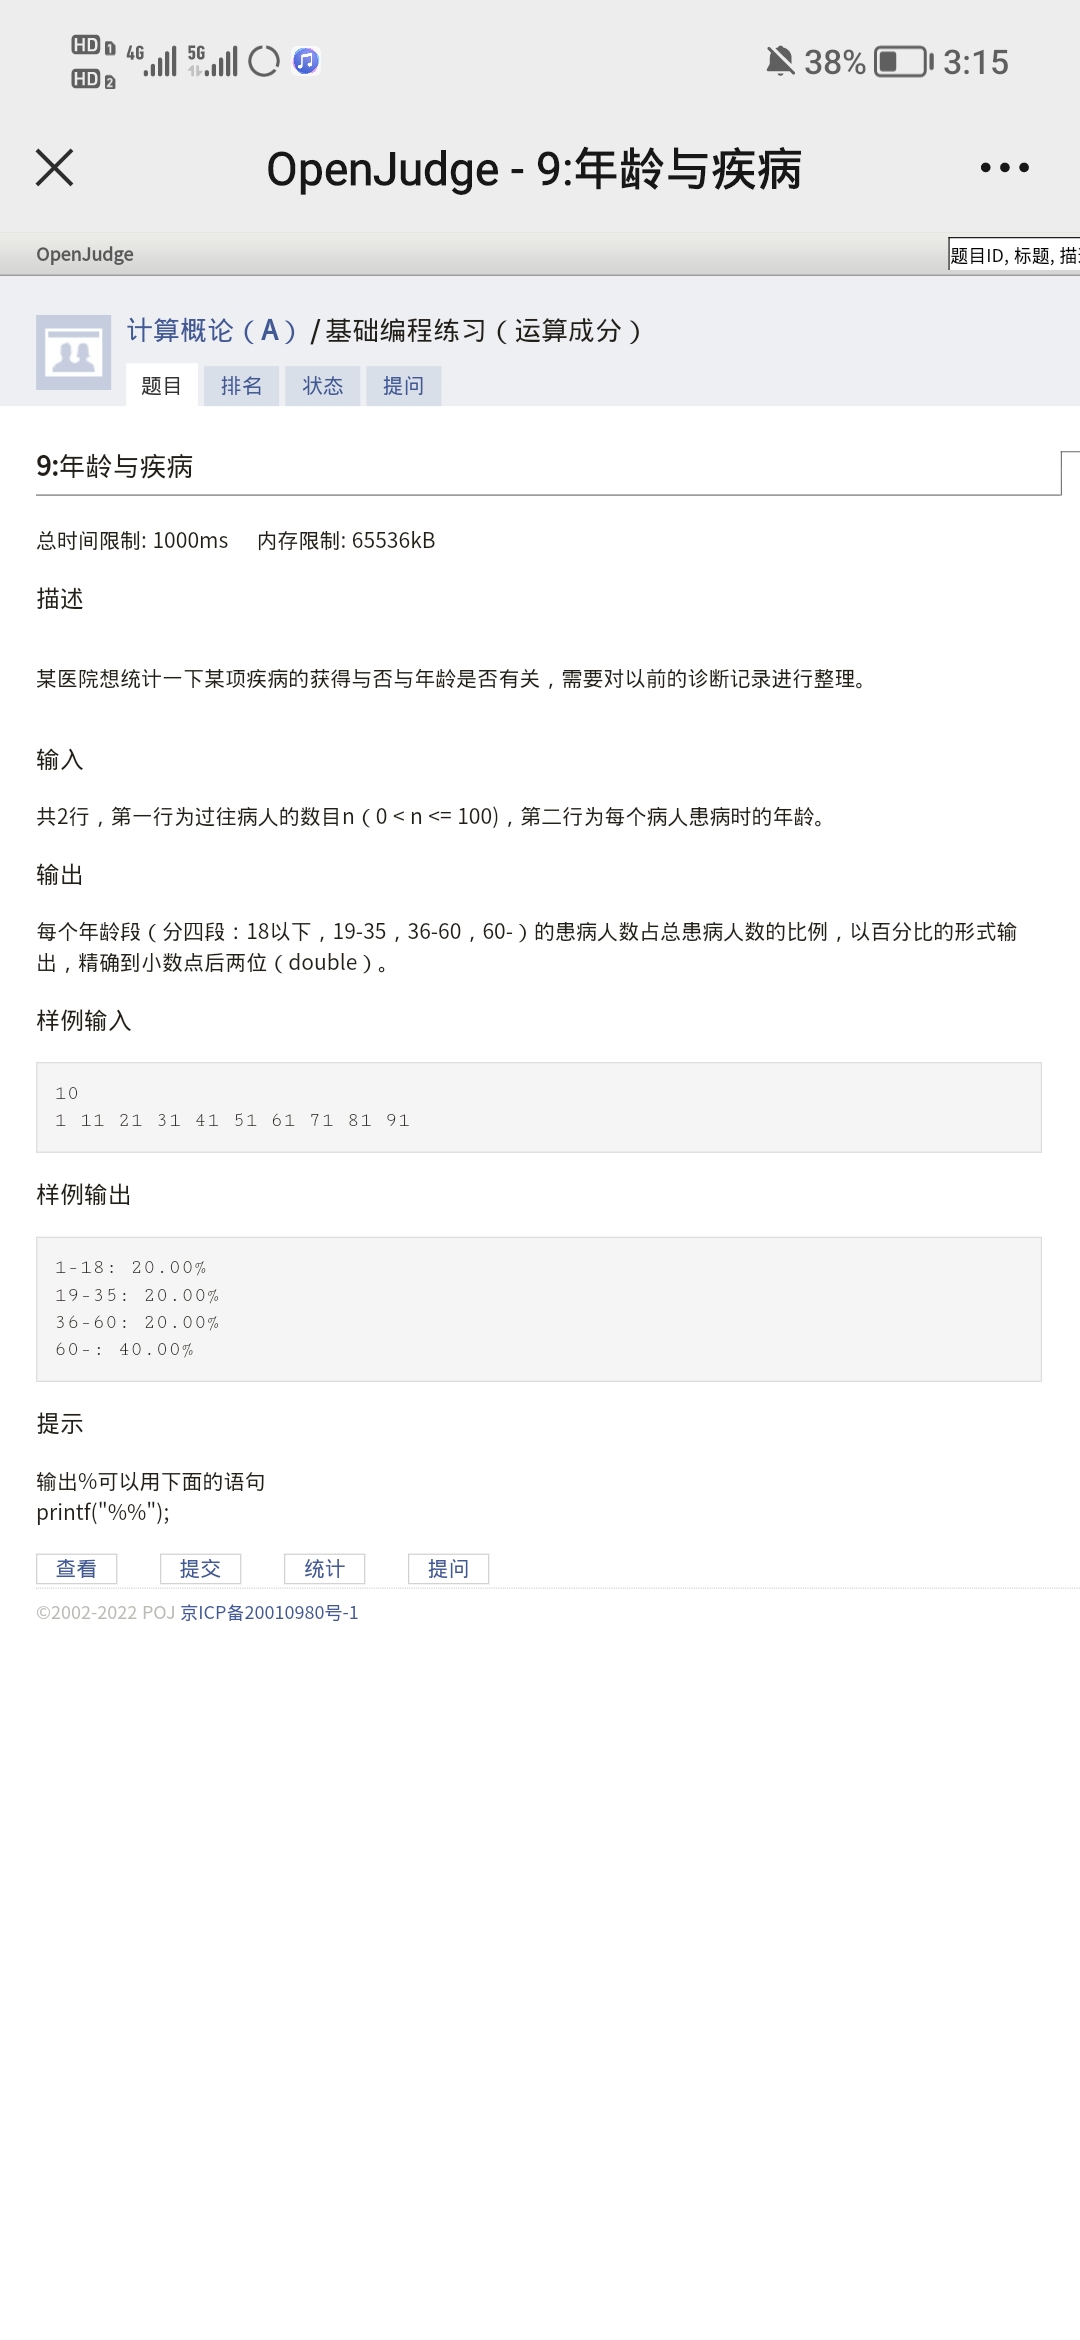 HD 1 4G 5G 38% 3:15
HD 2
OpenJudge - 9:年龄与疾病
OpenJudge
题目ID, 标题, 描
计算概论（A） / 基础编程练习（运算成分）
题目 排名 状态 提问
9:年龄与疾病
总时间限制: 1000ms 内存限制: 65536kB
描述
某医院想统计一下某项疾病的获得与否与年龄是否有关，需要对以前的诊断记录进行整理。
输入
共2行，第一行为过往病人的数目n（0 < n <= 100)，第二行为每个病人患病时的年龄。
输出
每个年龄段（分四段：18以下，19-35，36-60，60-）的患病人数占总患病人数的比例，以百分比的形式输
出，精确到小数点后两位（double）。
样例输入
10
1 11 21 31 41 51 61 71 81 91
样例输出
1-18: 20.00%
19-35: 20.00%
36-60: 20.00%
60-: 40.00%
提示
输出%可以用下面的语句
printf("%%");
查看 提交 统计 提问
©2002-2022 POJ 京ICP备20010980号-1